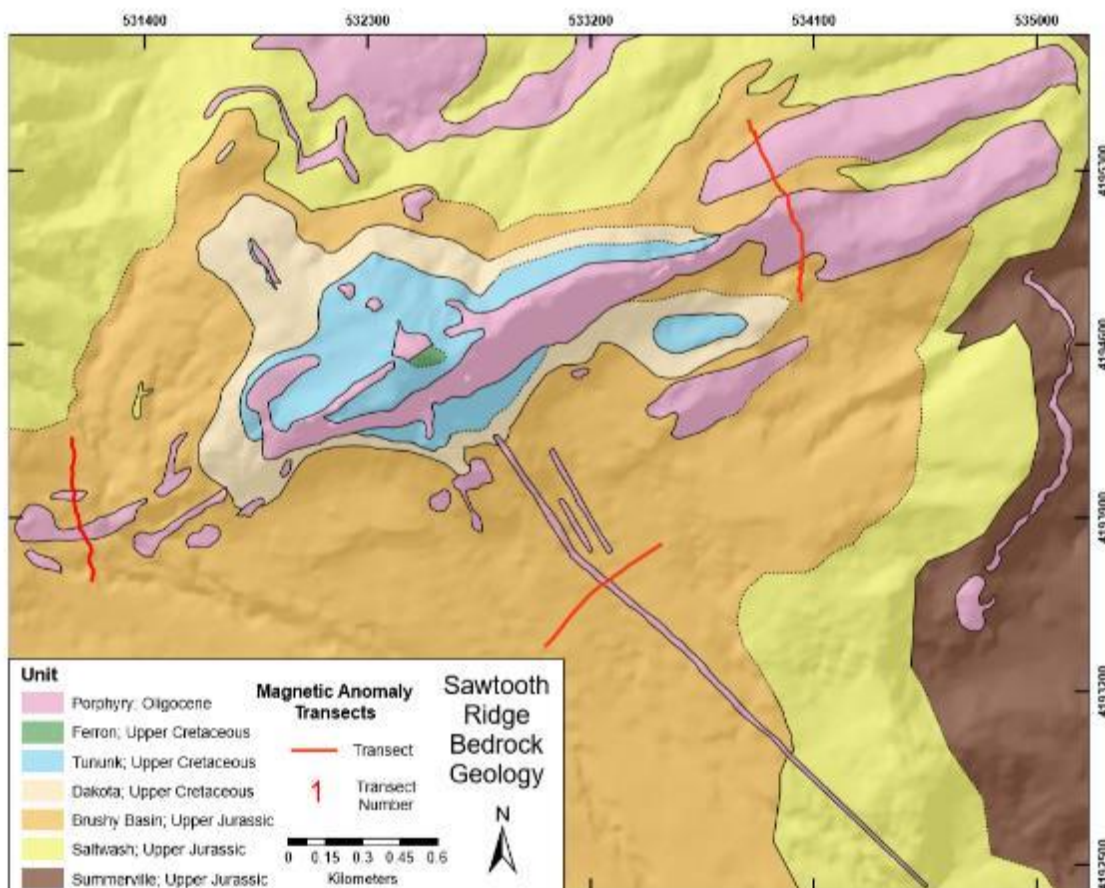 531400 532300 533200 534100 535000
4195300
4194600
4193900
4193200
4192500
Unit
Porphyry; Oligocene
Ferron; Upper Cretaceous
Tununk; Upper Cretaceous
Dakota; Upper Cretaceous
Brushy Basin; Upper Jurassic
Saltwash; Upper Jurassic
Summerville; Upper Jurassic
Magnetic Anomaly
Transects
Transect
1 Transect
Number
0 0.15 0.3 0.45 0.6
Kilometers
Sawtooth
Ridge
Bedrock
Geology
N